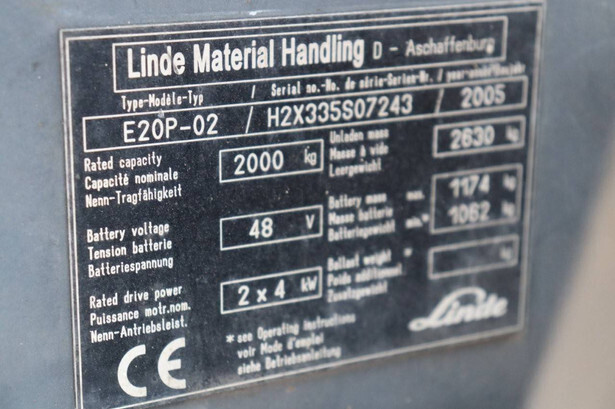 Linde Material Handling D - Aschaffenburg
Type-Modèle-Typ / Serial no.-No. de série-Serien-Nr. / year-année-Baujahr
E20P-02 / H2X335S07243 / 2005
Rated capacity
Capacité nominale
Nenn-Tragfähigkeit
2000 kg
Unladen mass
Masse à vide
Leergewicht
2630 kg
Battery voltage
Tension batterie
Batteriespannung
48 V
Battery mass max.
Masse batterie
Batteriegewicht min.*
1174 kg
1062 kg
Rated drive power
Puissance motr.nom.
Nenn-Antriebsleist.
2 x 4 kW
Ballast weight *
Poids additionnel
Zusatzgewicht
kg
* see Operating instructions
voir Mode d'emploi
siehe Betriebsanleitung
CE
Linde